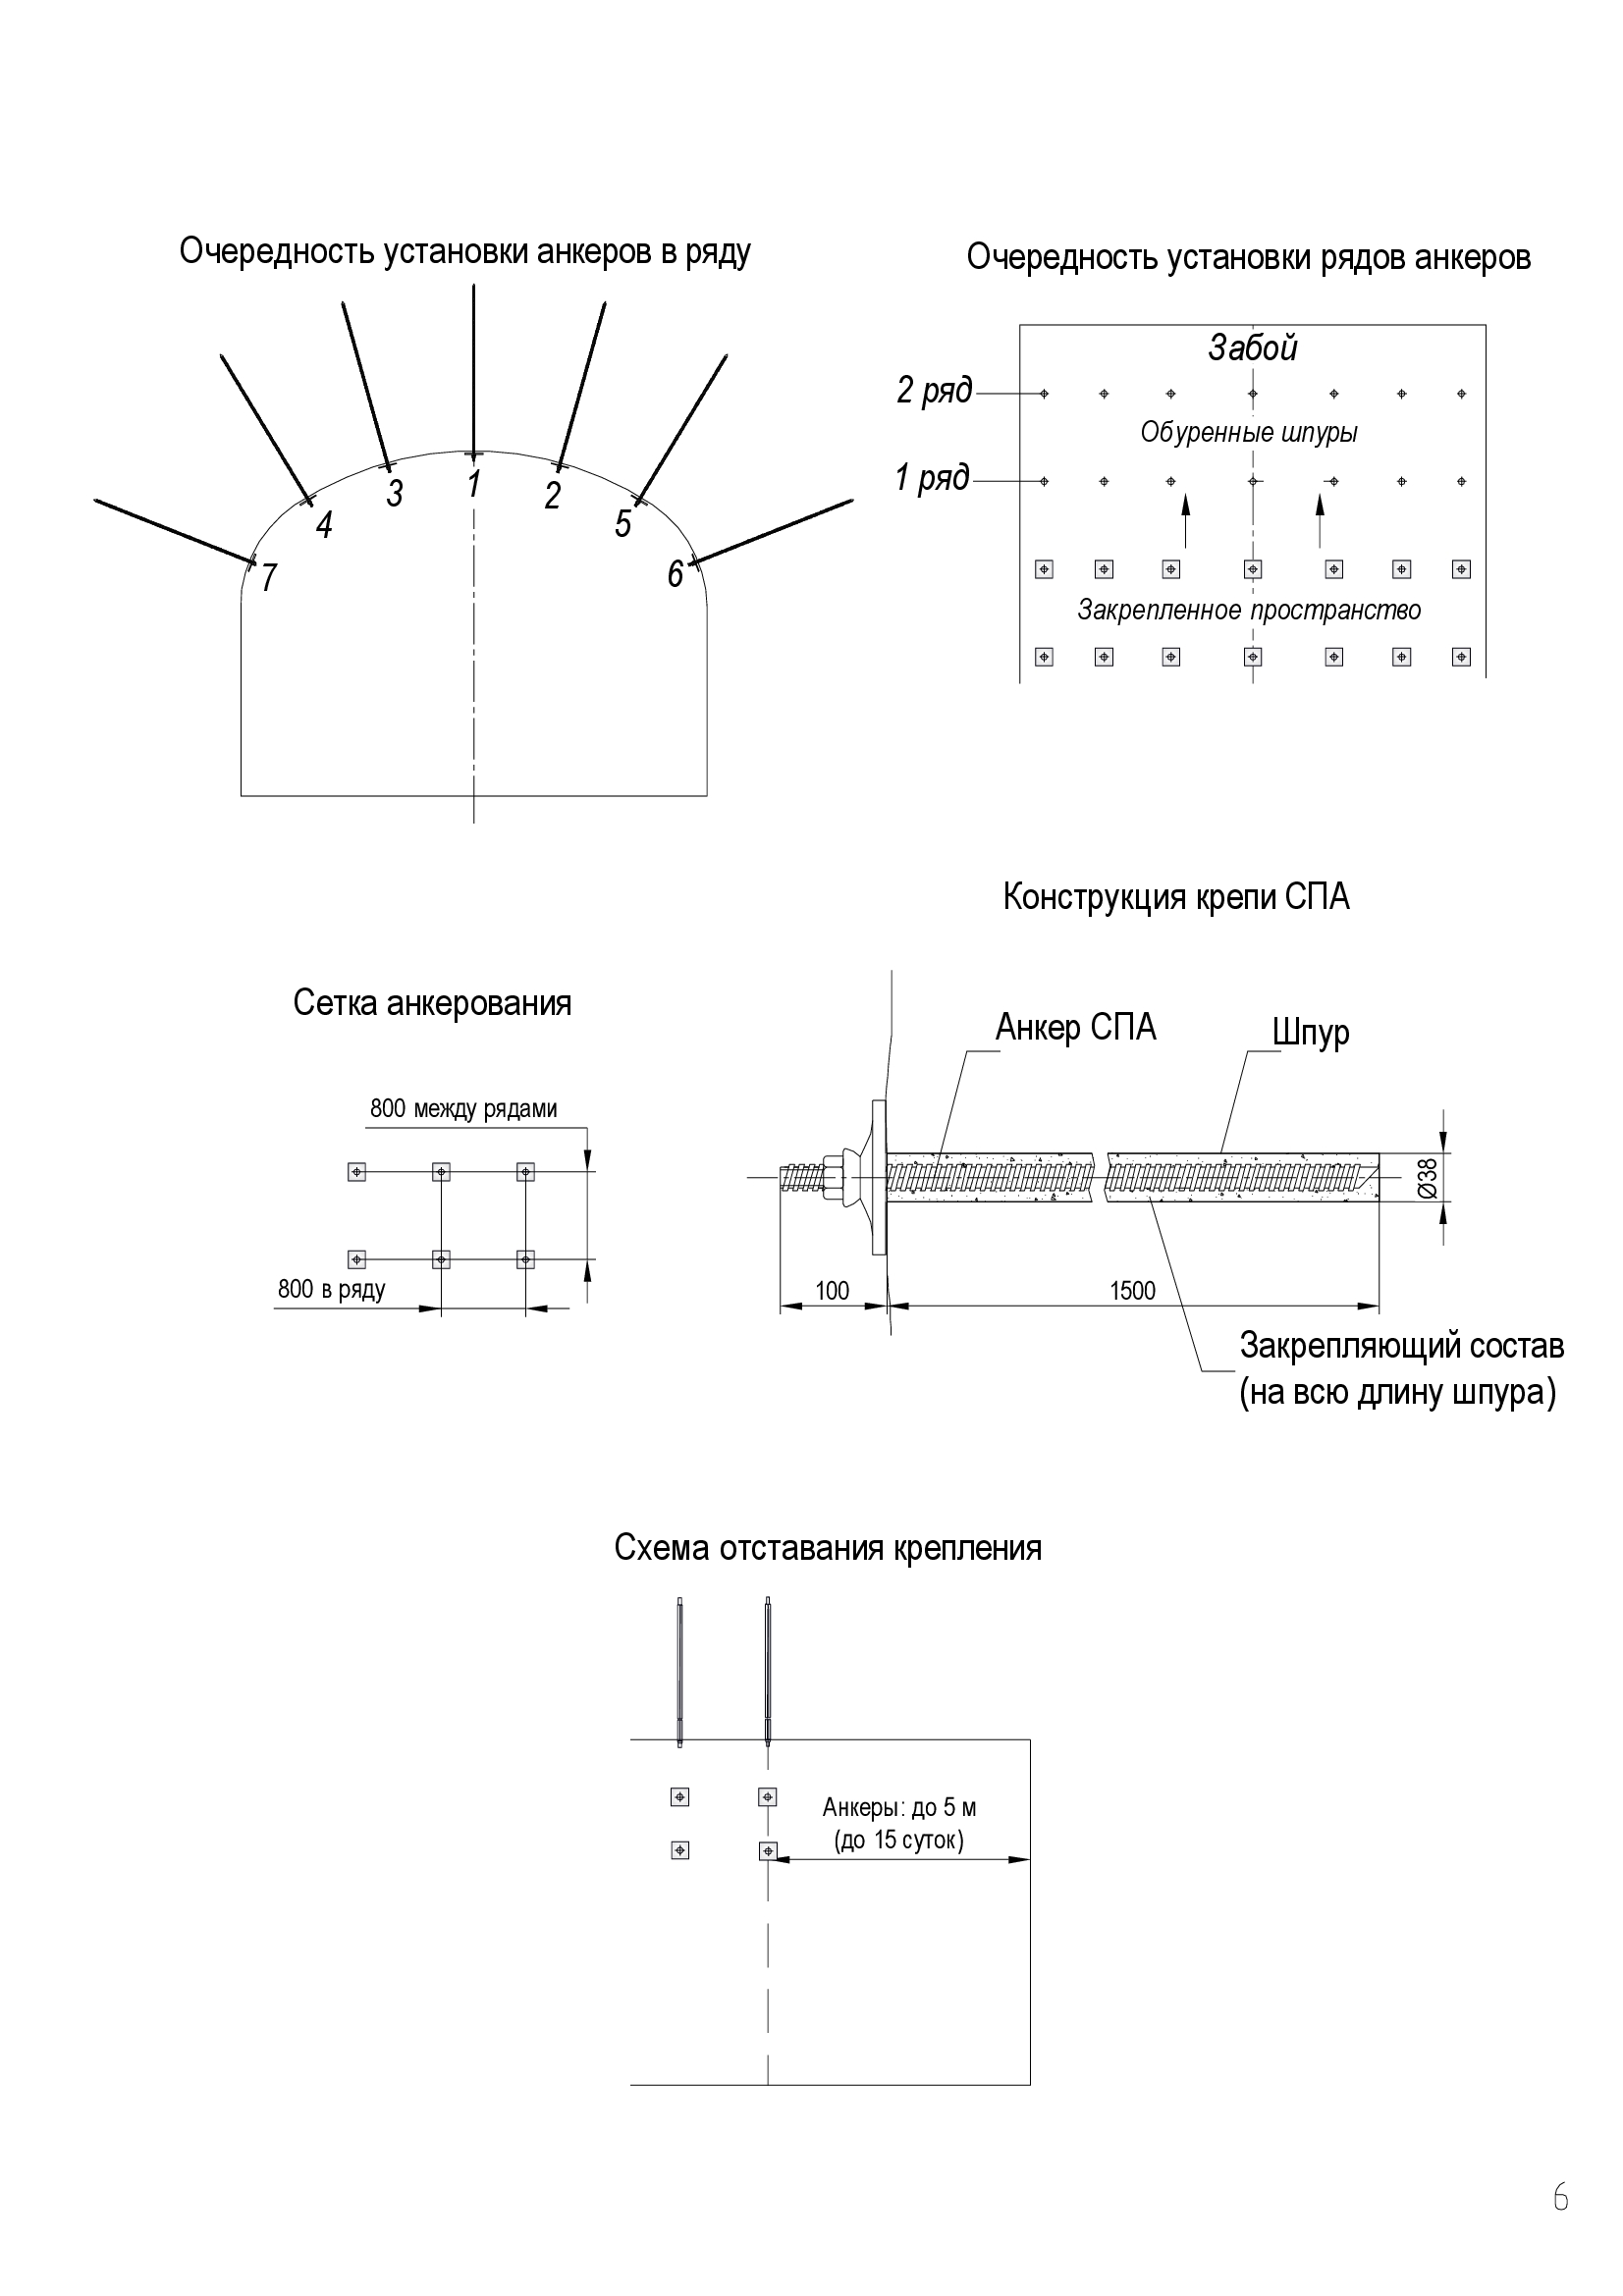 Очередность установки анкеров в ряду
1
2
3
4
5
6
7
Очередность установки рядов анкеров
Забой
2 ряд
Обуренные шпуры
1 ряд
Закрепленное пространство
Сетка анкерования
800 между рядами
800 в ряду
Конструкция крепи СПА
Анкер СПА
Шпур
Ø38
100
1500
Закрепляющий состав
(на всю длину шпура)
Схема отставания крепления
Анкеры: до 5 м
(до 15 суток)
6